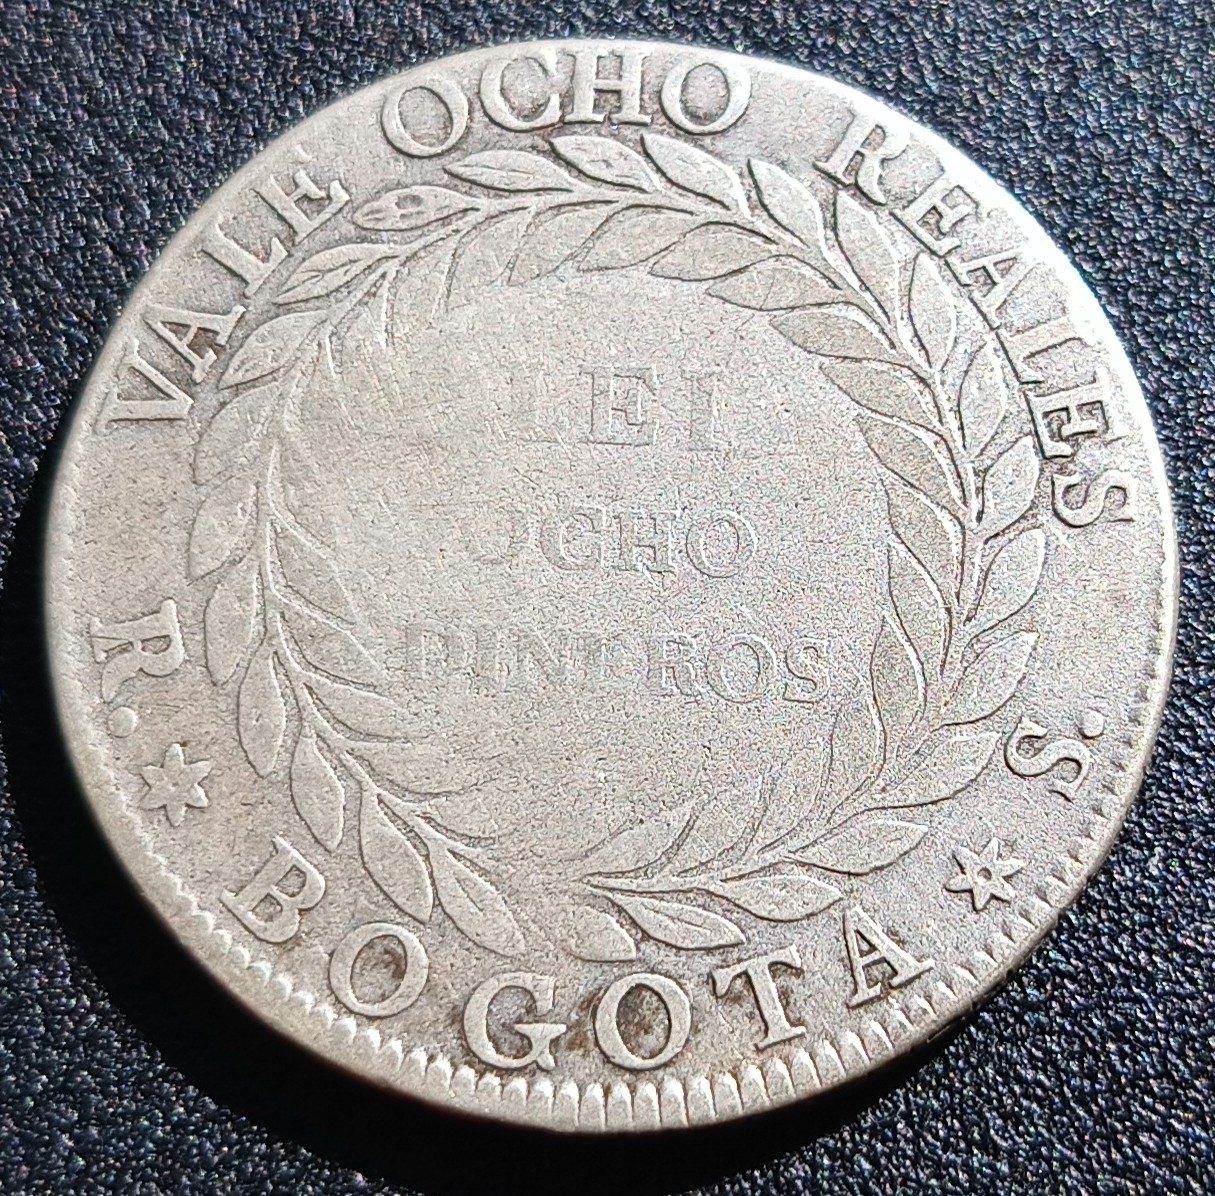 VALE OCHO REALES
R. S.
BOGOTA
LEI
OCHO
DINEROS